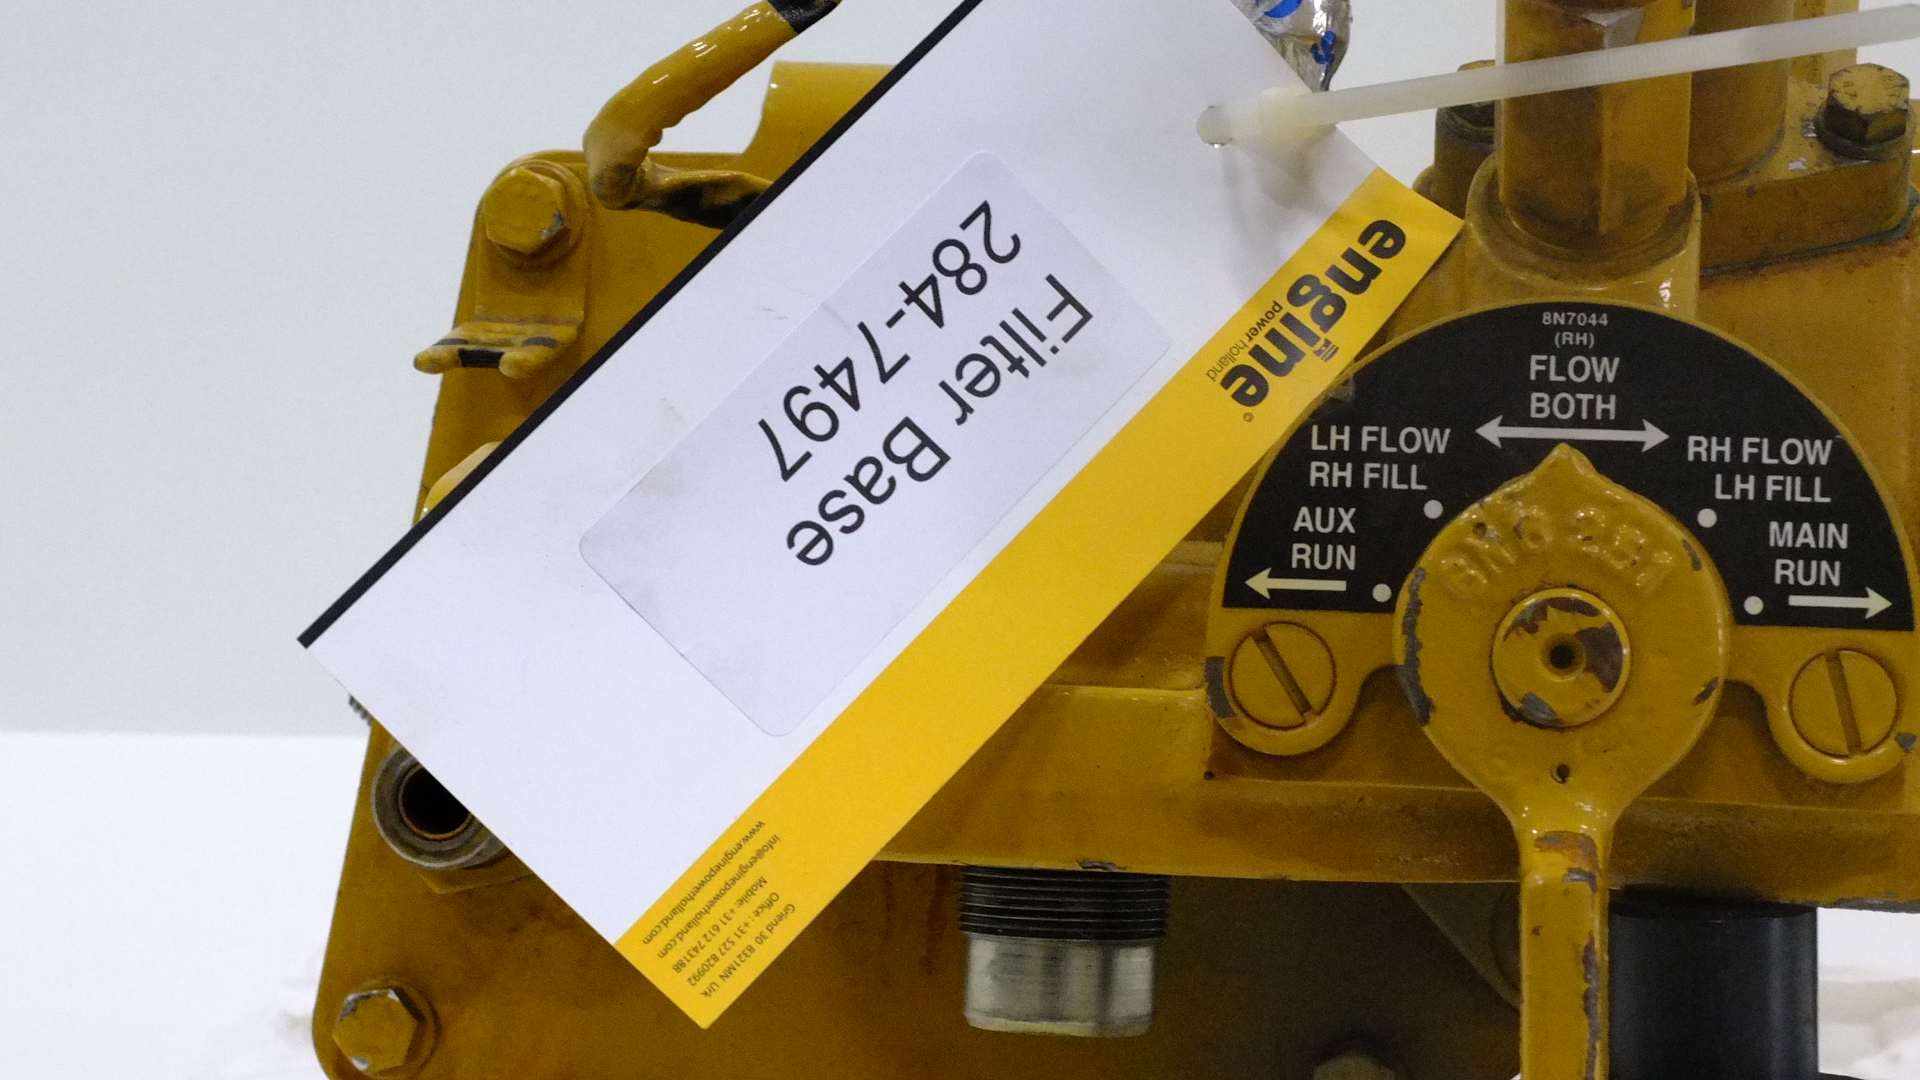 Filter Base
284-7497
engine
power holland
©
Griend 30 8321MN Urk
Office : +31 527 820992
Mobile: +31 612 743188
info@enginepowerholland.com
www.enginepowerholland.com
8N7044
(RH)
FLOW
BOTH
LH FLOW
RH FILL
AUX
RUN
RH FLOW
LH FILL
MAIN
RUN